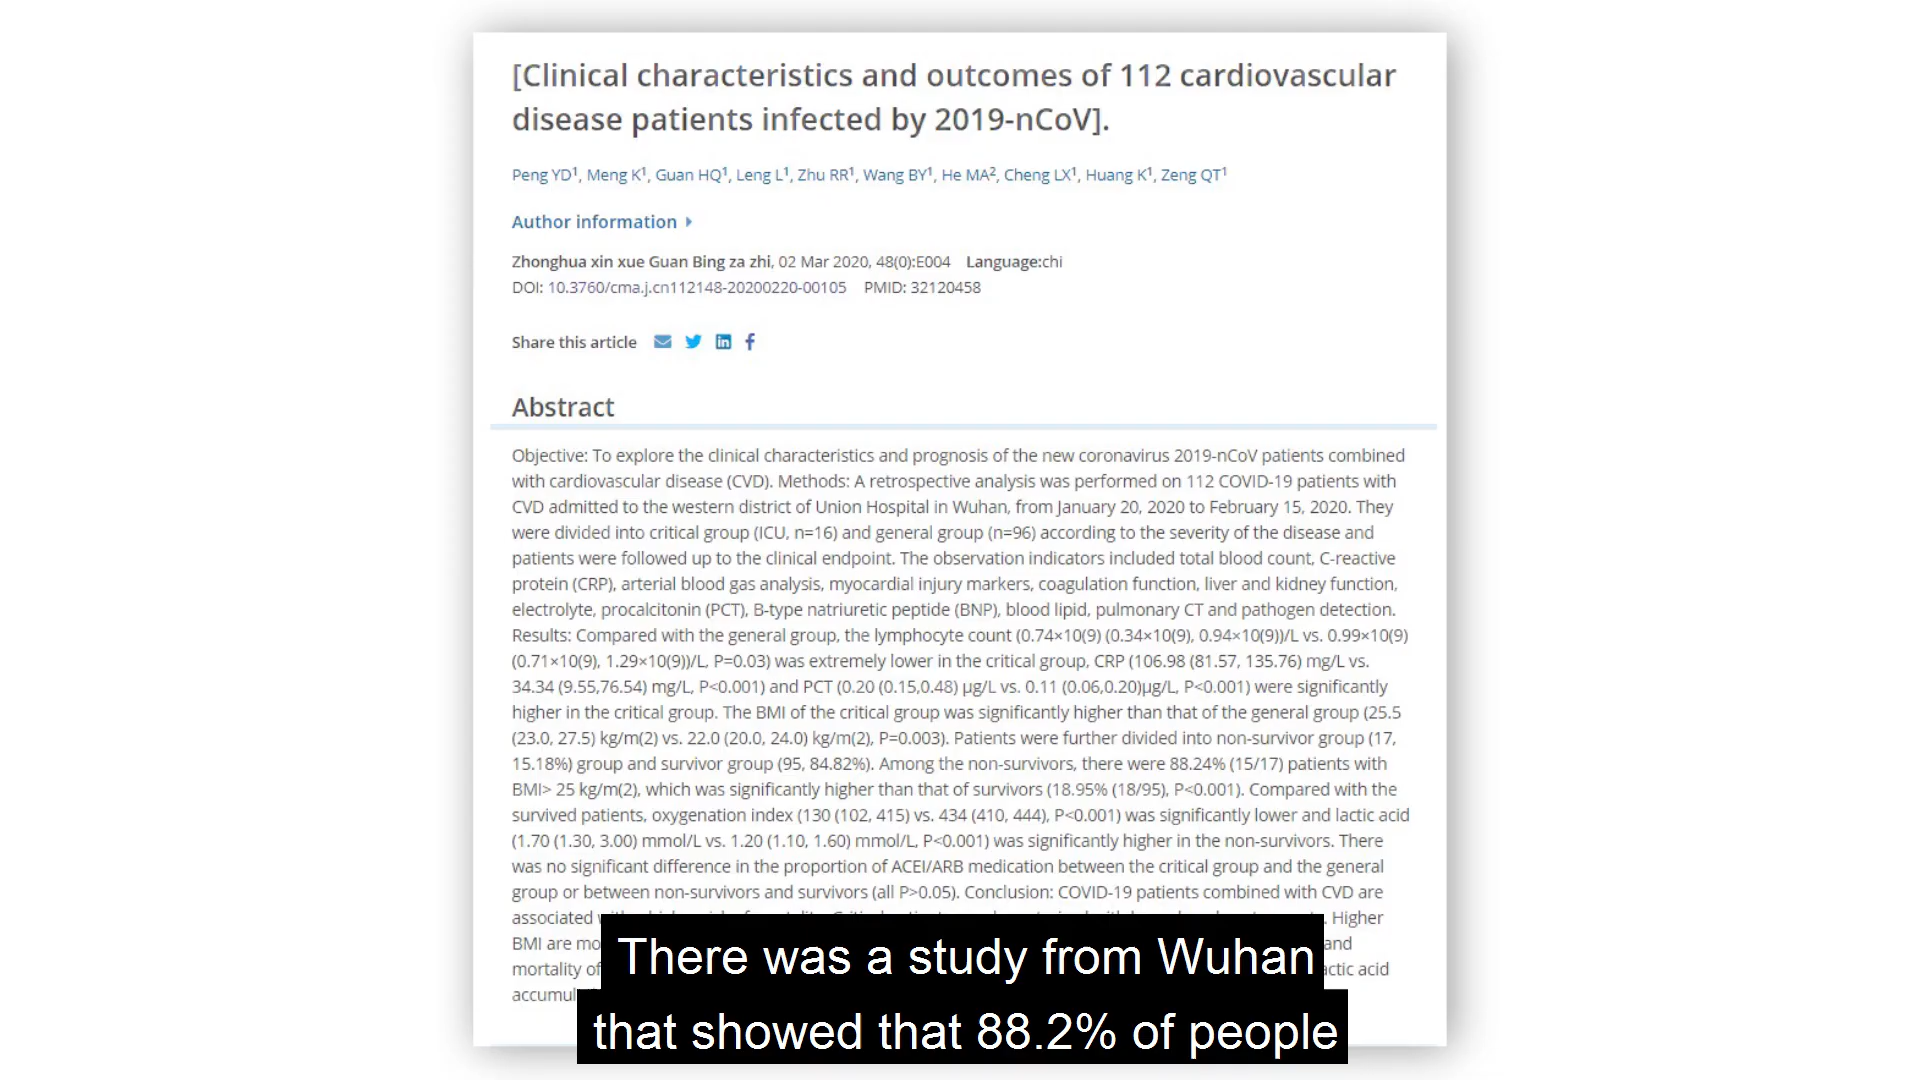 [Clinical characteristics and outcomes of 112 cardiovascular
disease patients infected by 2019-nCoV].
Peng YD1, Meng K1, Guan HQ1, Leng L1, Zhu RR1, Wang BY1, He MA2, Cheng LX1, Huang K1, Zeng QT1
Author information
Zhonghua xin xue Guan Bing za zhi, 02 Mar 2020, 48(0):E004 Language:chi
DOI: 10.3760/cma.j.cn112148-20200220-00105 PMID: 32120458
Share this article
Abstract
Objective: To explore the clinical characteristics and prognosis of the new coronavirus 2019-nCoV patients combined
with cardiovascular disease (CVD). Methods: A retrospective analysis was performed on 112 COVID-19 patients with
CVD admitted to the western district of Union Hospital in Wuhan, from January 20, 2020 to February 15, 2020. They
were divided into critical group (ICU, n=16) and general group (n=96) according to the severity of the disease and
patients were followed up to the clinical endpoint. The observation indicators included total blood count, C-reactive
protein (CRP), arterial blood gas analysis, myocardial injury markers, coagulation function, liver and kidney function,
electrolyte, procalcitonin (PCT), B-type natriuretic peptide (BNP), blood lipid, pulmonary CT and pathogen detection.
Results: Compared with the general group, the lymphocyte count (0.74×10(9) (0.34×10(9), 0.94×10(9))/L vs. 0.99×10(9)
(0.71×10(9), 1.29×10(9))/L, P=0.03) was extremely lower in the critical group, CRP (106.98 (81.57, 135.76) mg/L vs.
34.34 (9.55,76.54) mg/L, P<0.001) and PCT (0.20 (0.15,0.48) μg/L vs. 0.11 (0.06,0.20)μg/L, P<0.001) were significantly
higher in the critical group. The BMI of the critical group was significantly higher than that of the general group (25.5
(23.0, 27.5) kg/m(2) vs. 22.0 (20.0, 24.0) kg/m(2), P=0.003). Patients were further divided into non-survivor group (17,
15.18%) group and survivor group (95, 84.82%). Among the non-survivors, there were 88.24% (15/17) patients with
BMI> 25 kg/m(2), which was significantly higher than that of survivors (18.95% (18/95), P<0.001). Compared with the
survived patients, oxygenation index (130 (102, 415) vs. 434 (410, 444), P<0.001) was significantly lower and lactic acid
(1.70 (1.30, 3.00) mmol/L vs. 1.20 (1.10, 1.60) mmol/L, P<0.001) was significantly higher in the non-survivors. There
was no significant difference in the proportion of ACEI/ARB medication between the critical group and the general
group or between non-survivors and survivors (all P>0.05). Conclusion: COVID-19 patients combined with CVD are
associated Higher
BMI are and
mortality of acid
There was a study from Wuhan
that showed that 88.2% of people